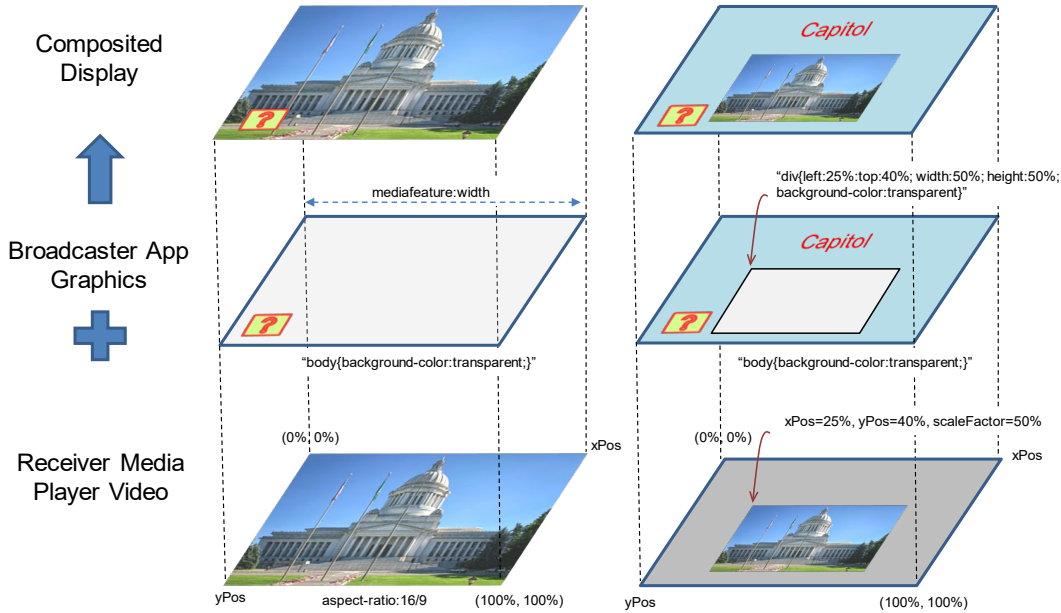 Composited
Display
Capitol
?
?
mediafeature:width
“div{left:25%:top:40%; width:50%; height:50%;
background-color:transparent}”
Broadcaster App
Graphics
Capitol
?
?
“body{background-color:transparent;}”
“body{background-color:transparent;}”
xPos=25%, yPos=40%, scaleFactor=50%
(0%, 0%)
(0%, 0%)
xPos
xPos
Receiver Media
Player Video
yPos
aspect-ratio:16/9
(100%, 100%)
yPos
(100%, 100%)